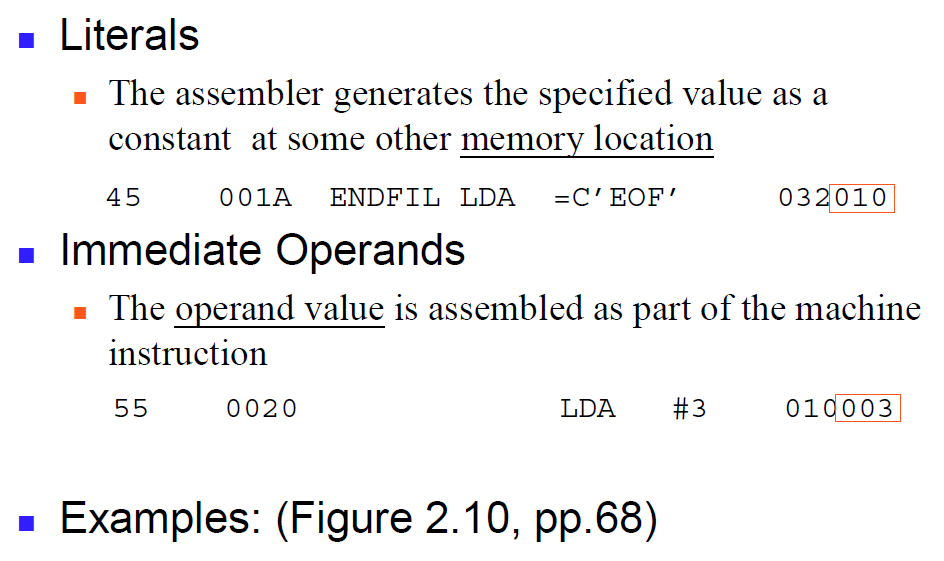 Literals
The assembler generates the specified value as a
constant at some other memory location
45 001A ENDFIL LDA =C’EOF’ 032010
Immediate Operands
The operand value is assembled as part of the machine
instruction
55 0020 LDA #3 010003
Examples: (Figure 2.10, pp.68)